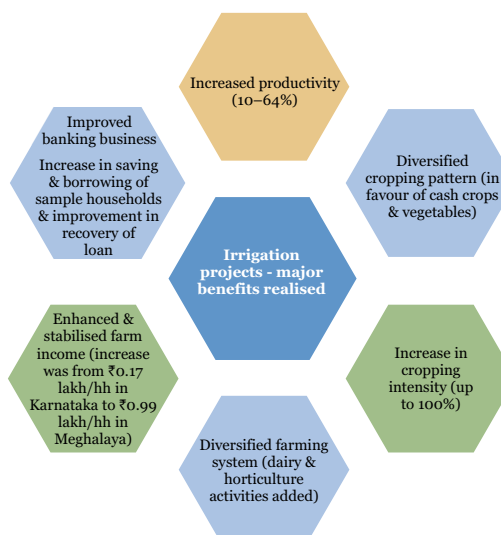 Increased productivity
(10–64%)
Improved
banking business
Increase in saving
& borrowing of
sample households
& improvement in
recovery of
loan
Diversified
cropping pattern (in
favour of cash crops
& vegetables)
Irrigation
projects - major
benefits realised
Enhanced &
stabilised farm
income (increase
was from ₹0.17
lakh/hh in
Karnataka to ₹0.99
lakh/hh in
Meghalaya)
Increase in
cropping
intensity (up
to 100%)
Diversified farming
system (dairy &
horticulture
activities added)